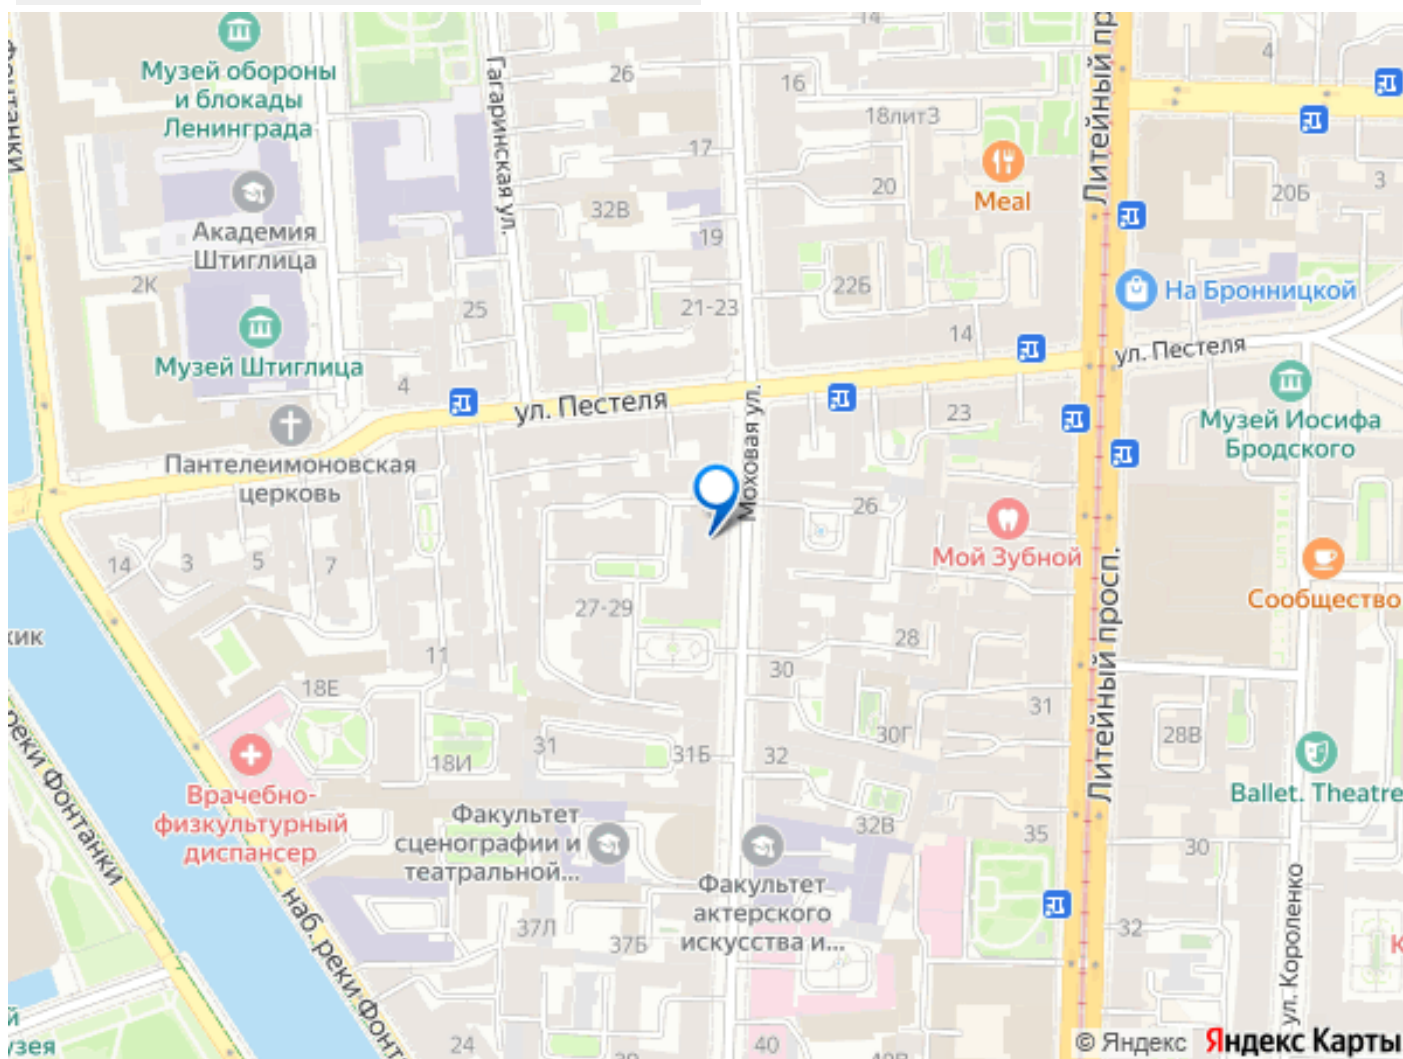 Музей обороны
и блокады
Ленинграда
Гагаринская ул.
26
14
16
Литейный пр
4
18лит3
17
20
Meal
20Б
3
32В
19
Академия
Штиглица
2К
22Б
На Бронницкой
25
21-23
14
Музей Штиглица
4
ул. Пестеля
ул. Пестеля
Моховая ул.
23
Музей Иосифа
Бродского
Пантелеимоновская
церковь
26
Мой Зубной
Литейный просп.
14
3
5
7
27-29
Сообщество
28
11
30
18Е
31
30Г
28В
31
31Б
32
18И
Врачебно-
физкультурный
диспансер
Ballet. Theatre
Факультет
сценографии и
театральной...
32В
35
30
реки Фонтанки
наб. реки Фонт
Факультет
актерского
искусства и...
37Л
37Б
32
ул. Короленко
24
40
© Яндекс Яндекс Карты